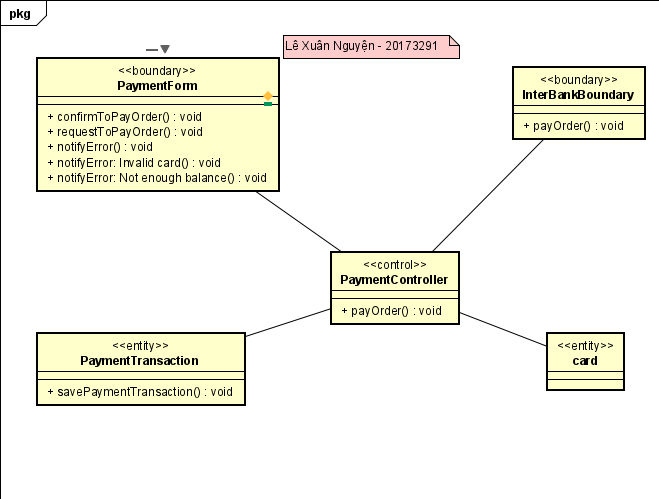 pkg
Lê Xuân Nguyện - 20173291
<<boundary>>
PaymentForm
+ confirmToPayOrder() : void
+ requestToPayOrder() : void
+ notifyError() : void
+ notifyError: Invalid card() : void
+ notifyError: Not enough balance() : void
<<boundary>>
InterBankBoundary
+ payOrder() : void
<<control>>
PaymentController
+ payOrder() : void
<<entity>>
PaymentTransaction
+ savePaymentTransaction() : void
<<entity>>
card